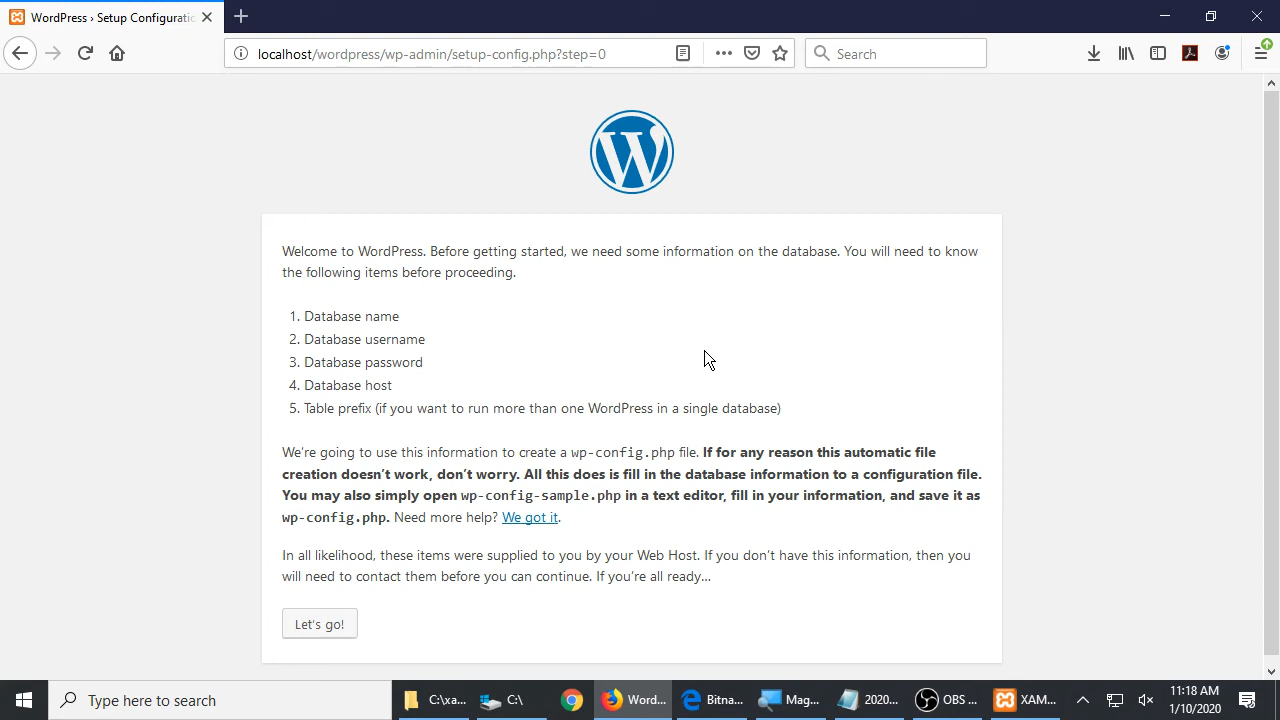 WordPress › Setup Configuratio
localhost/wordpress/wp-admin/setup-config.php?step=0
Search
W
Welcome to WordPress. Before getting started, we need some information on the database. You will need to know
the following items before proceeding.
1. Database name
2. Database username
3. Database password
4. Database host
5. Table prefix (if you want to run more than one WordPress in a single database)
We’re going to use this information to create a wp-config.php file. If for any reason this automatic file
creation doesn’t work, don’t worry. All this does is fill in the database information to a configuration file.
You may also simply open wp-config-sample.php in a text editor, fill in your information, and save it as
wp-config.php. Need more help? We got it.
In all likelihood, these items were supplied to you by your Web Host. If you don’t have this information, then you
will need to contact them before you can continue. If you’re all ready…
Let’s go!
Type here to search
C:\xa...
C:\
Word...
Bitna...
Mag...
2020...
OBS ...
XAM...
11:18 AM
1/10/2020